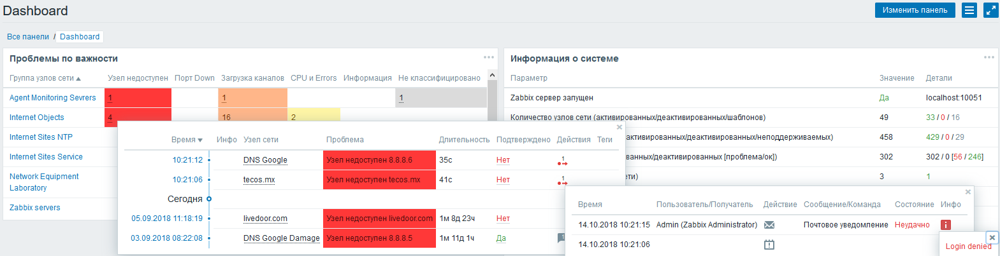 Dashboard
Изменить панель
Все панели / Dashboard
Проблемы по важности
Группа узлов сети Узел недоступен Порт Down Загрузка каналов CPU и Errors Информация Не классифицировано
Agent Monitoring Sevrers 1 1 1
Internet Objects 4 16 2
Internet Sites NTP
Internet Sites Service
Network Equipment
Laboratory
Zabbix servers
Информация о системе
Параметр Значение Детали
Zabbix сервер запущен Да localhost:10051
Количество узлов сети (активированных/деактивированных/шаблонов) 49 33 / 0 / 16
активированных/деактивированных/неподдерживаемых) 458 429 / 0 / 29
ванных/деактивированных [проблема/ок]) 302 302 / 0 [56 / 246]
ети) 3 1
Время Инфо Узел сети Проблема Длительность Подтверждено Действия Теги
10:21:12 DNS Google Узел недоступен 8.8.8.6 35с Нет 1
10:21:06 tecos.mx Узел недоступен tecos.mx 41с Нет 1
Сегодня
05.09.2018 11:18:19 livedoor.com Узел недоступен livedoor.com 1м 8д 23ч Нет
03.09.2018 08:22:08 DNS Google Damage Узел недоступен 8.8.8.5 1м 11д 1ч Да 1
Время Пользователь/Получатель Действие Сообщение/Команда Состояние Инфо
14.10.2018 10:21:15 Admin (Zabbix Administrator) Почтовое уведомление Неудачно
14.10.2018 10:21:06
Login denied